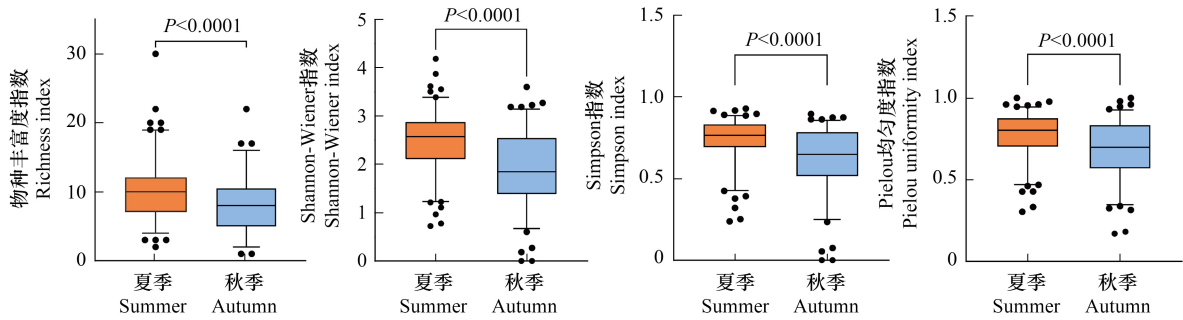 物种丰富度指数
Richness index
P<0.0001
30
20
10
0
夏季
Summer
秋季
Autumn
Shannon-Wiener指数
Shannon-Wiener index
P<0.0001
5
4
3
2
1
0
夏季
Summer
秋季
Autumn
Simpson指数
Simpson index
P<0.0001
1.5
1.0
0.5
0
夏季
Summer
秋季
Autumn
Pielou均匀度指数
Pielou uniformity index
P<0.0001
1.5
1.0
0.5
0
夏季
Summer
秋季
Autumn